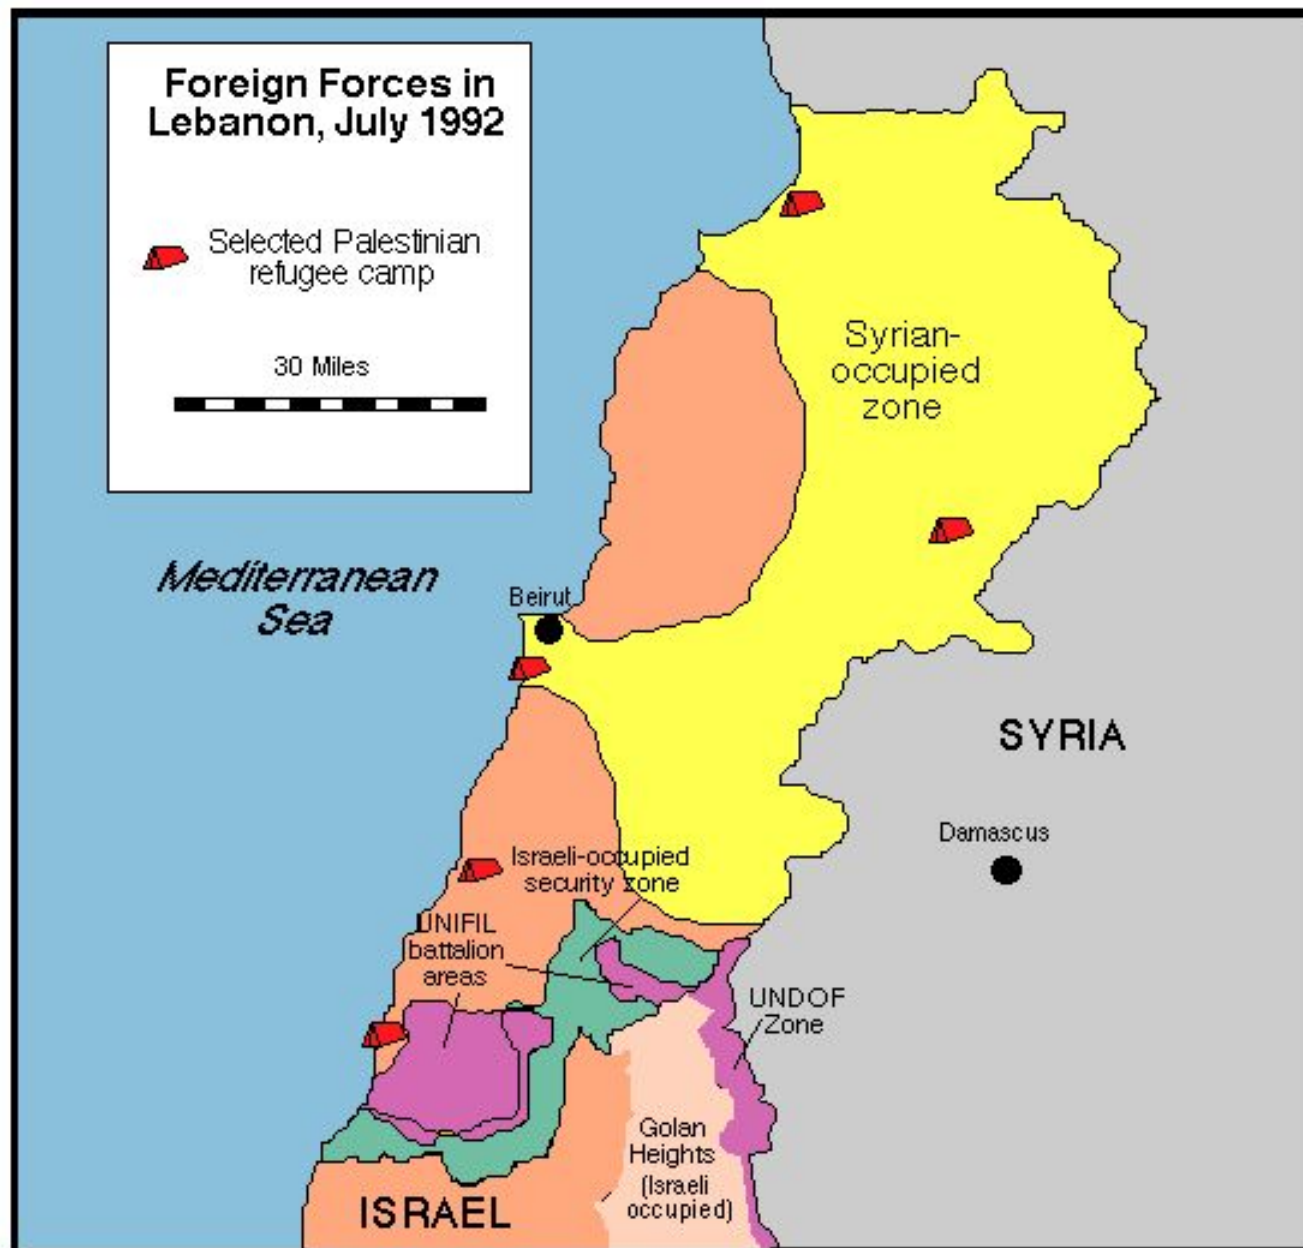 Foreign Forces in
Lebanon, July 1992
Selected Palestinian
refugee camp
30 Miles
Syrian-
occupied
zone
Mediterranean
Sea
Beirut
SYRIA
Damascus
Israeli-occupied
security zone
UNIFIL
battalion
areas
UNDOF
Zone
Golan
Heights
(Israeli
occupied)
ISRAEL